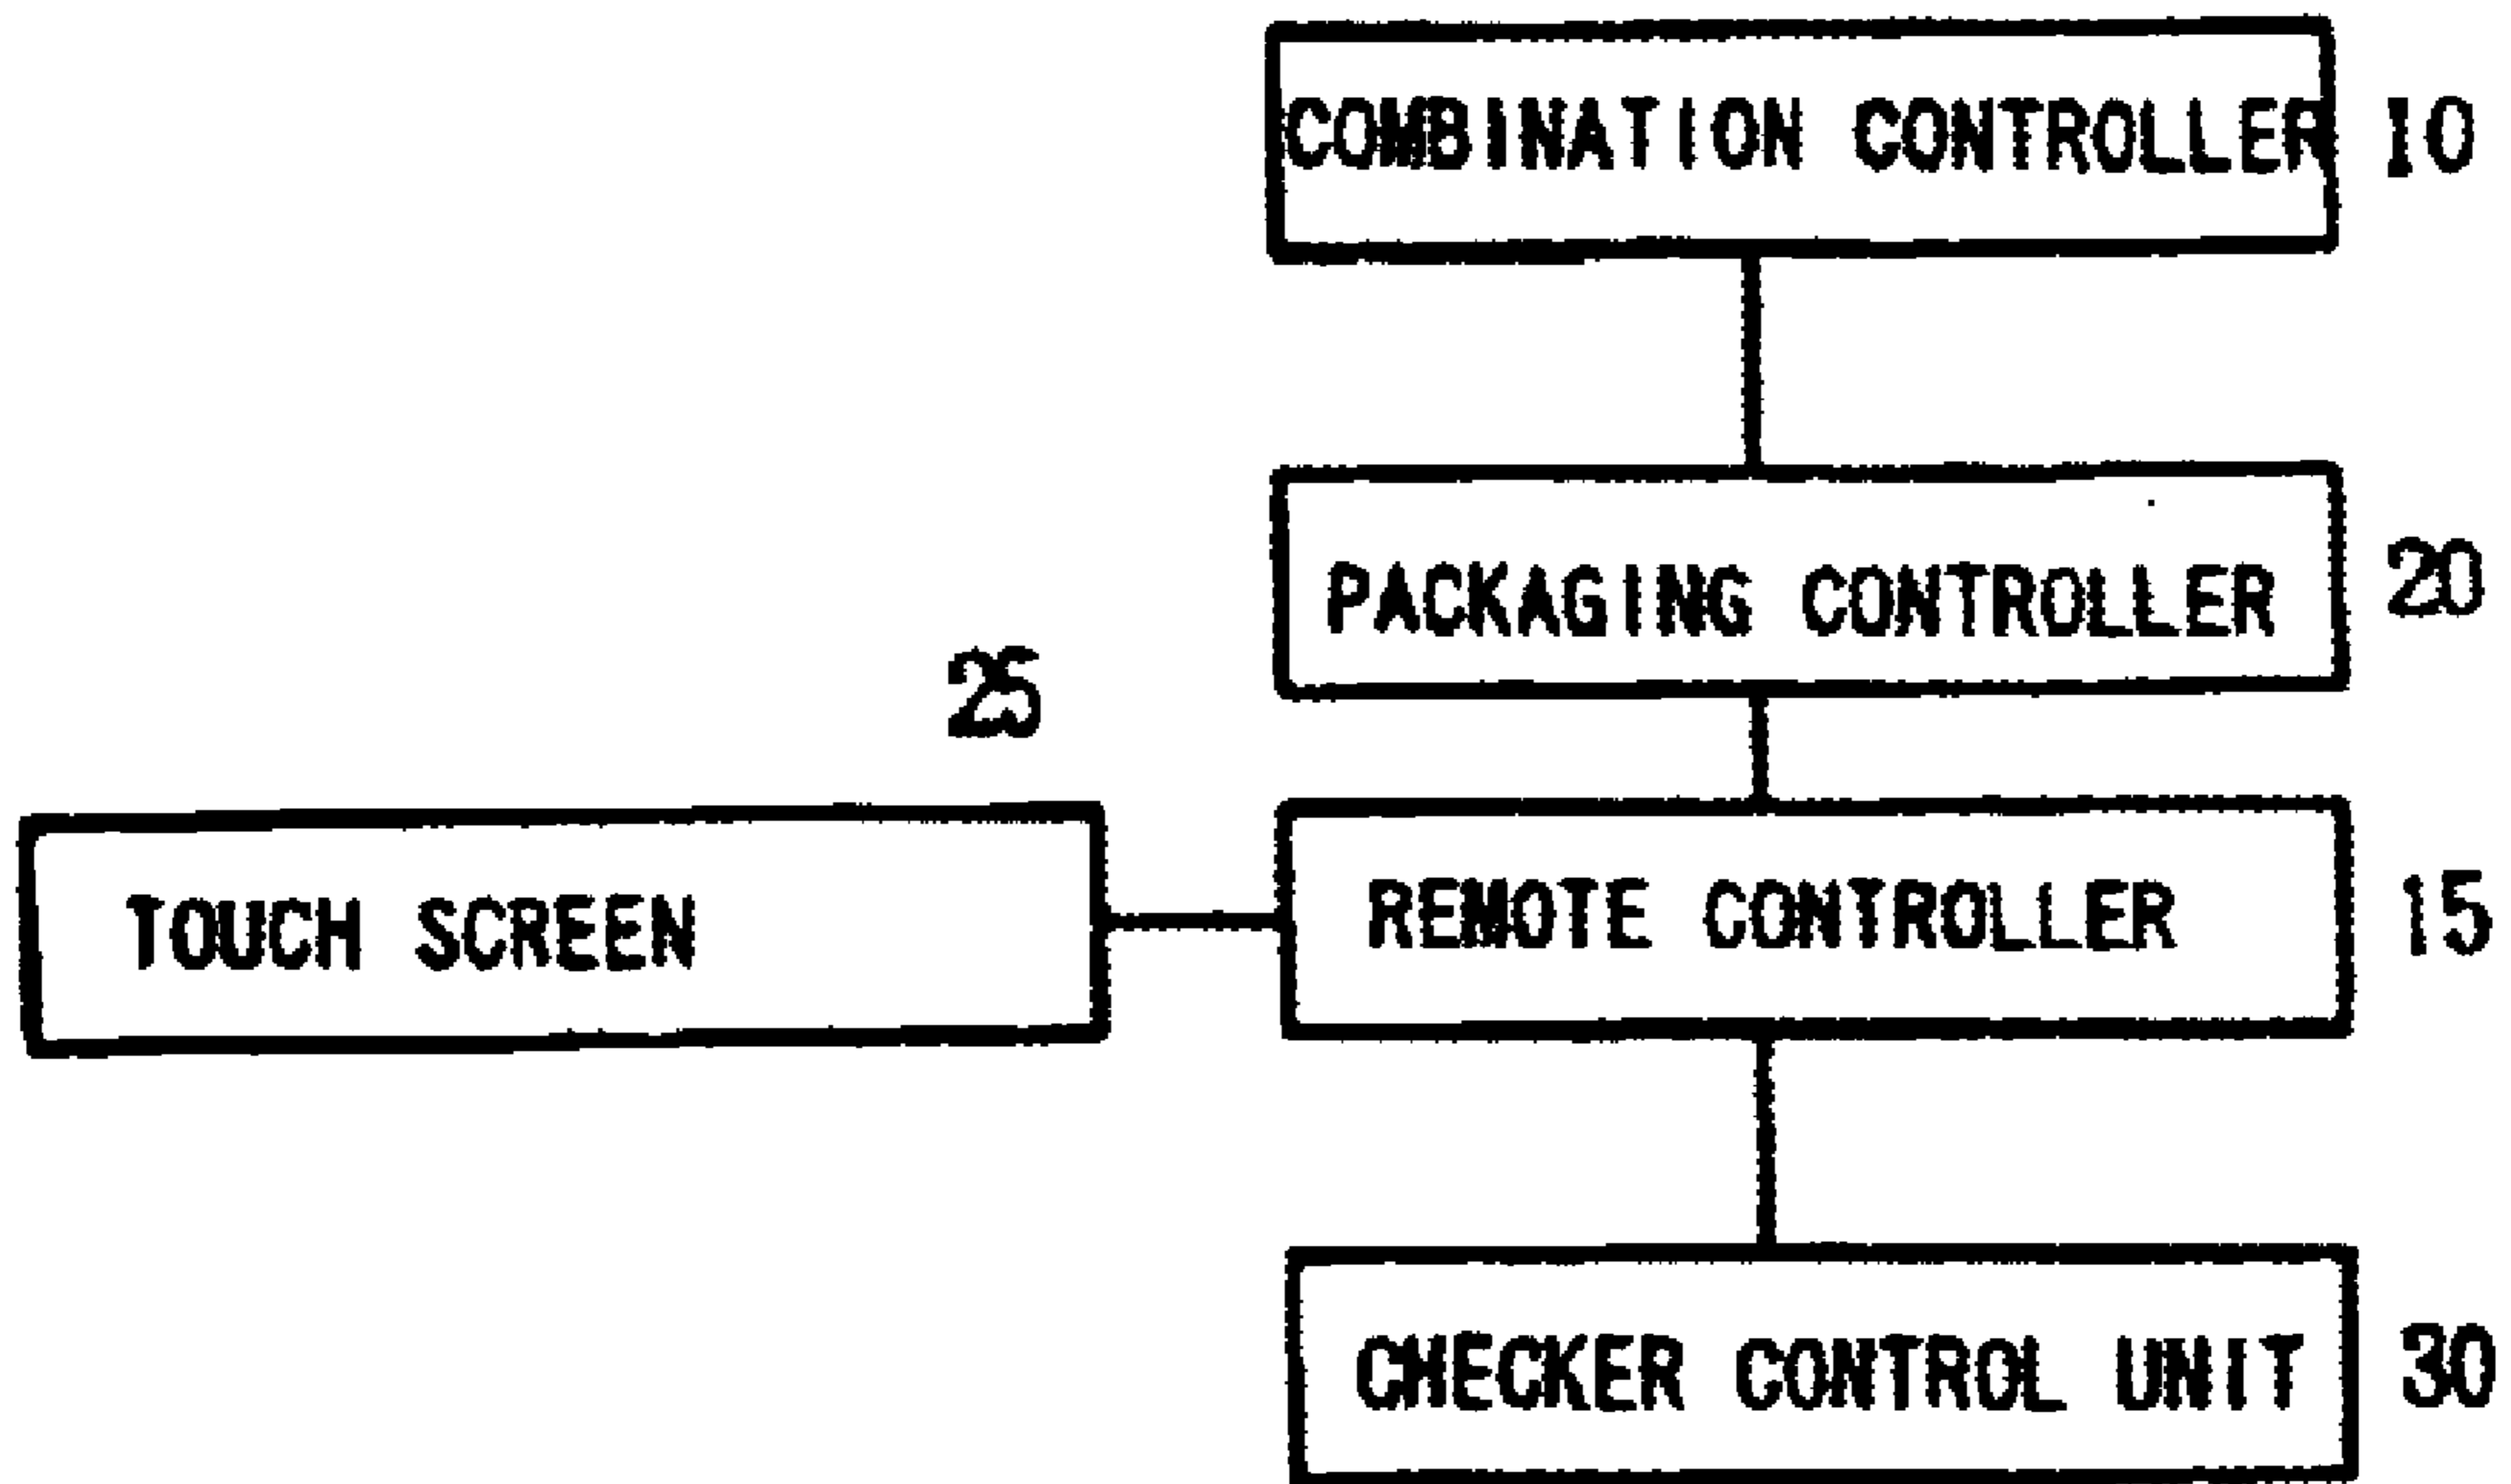 COMBINATION CONTROLLER 10
PACKAGING CONTROLLER 20
25
TOUCH SCREEN
REMOTE CONTROLLER 15
CHECKER CONTROL UNIT 30